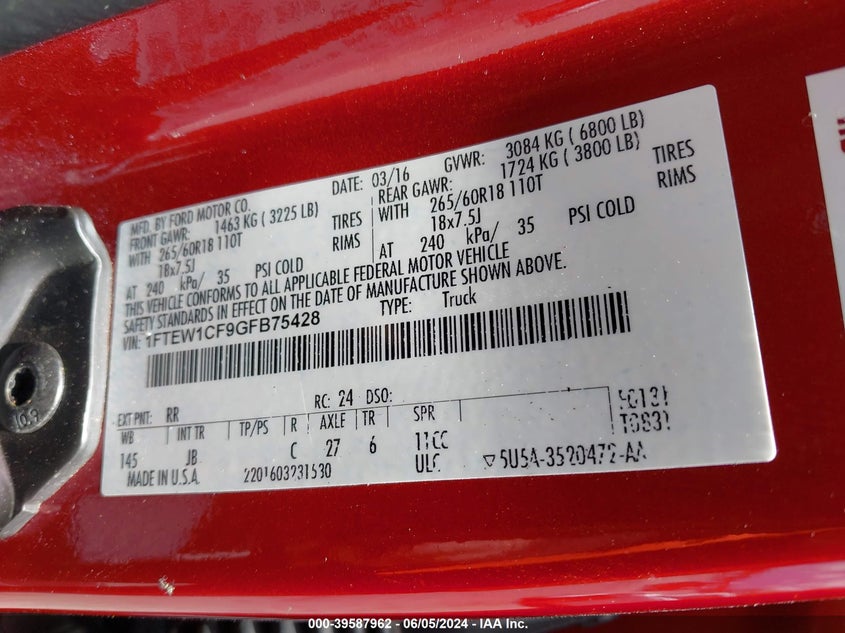 MFD. BY FORD MOTOR CO.
DATE: 03/16 GVWR: 3084 KG ( 6800 LB)
FRONT GAWR: 1463 KG ( 3225 LB)
REAR GAWR: 1724 KG ( 3800 LB)
WITH 265/60R18 110T TIRES
WITH 265/60R18 110T TIRES
18x7.5J RIMS
18x7.5J RIMS
AT 240 kPa/ 35 PSI COLD
AT 240 kPa/ 35 PSI COLD
THIS VEHICLE CONFORMS TO ALL APPLICABLE FEDERAL MOTOR VEHICLE
SAFETY STANDARDS IN EFFECT ON THE DATE OF MANUFACTURE SHOWN ABOVE.
VIN: 1FTEW1CF9GFB75428
TYPE: Truck
EXT PNT: RR RC: 24 DSO:
WB INT TR TP/PS R AXLE TR SPR
145 JB C 27 6 11CC
MADE IN U.S.A. ULC
10.9
000-39587962 - 06/05/2024 - IAA Inc.